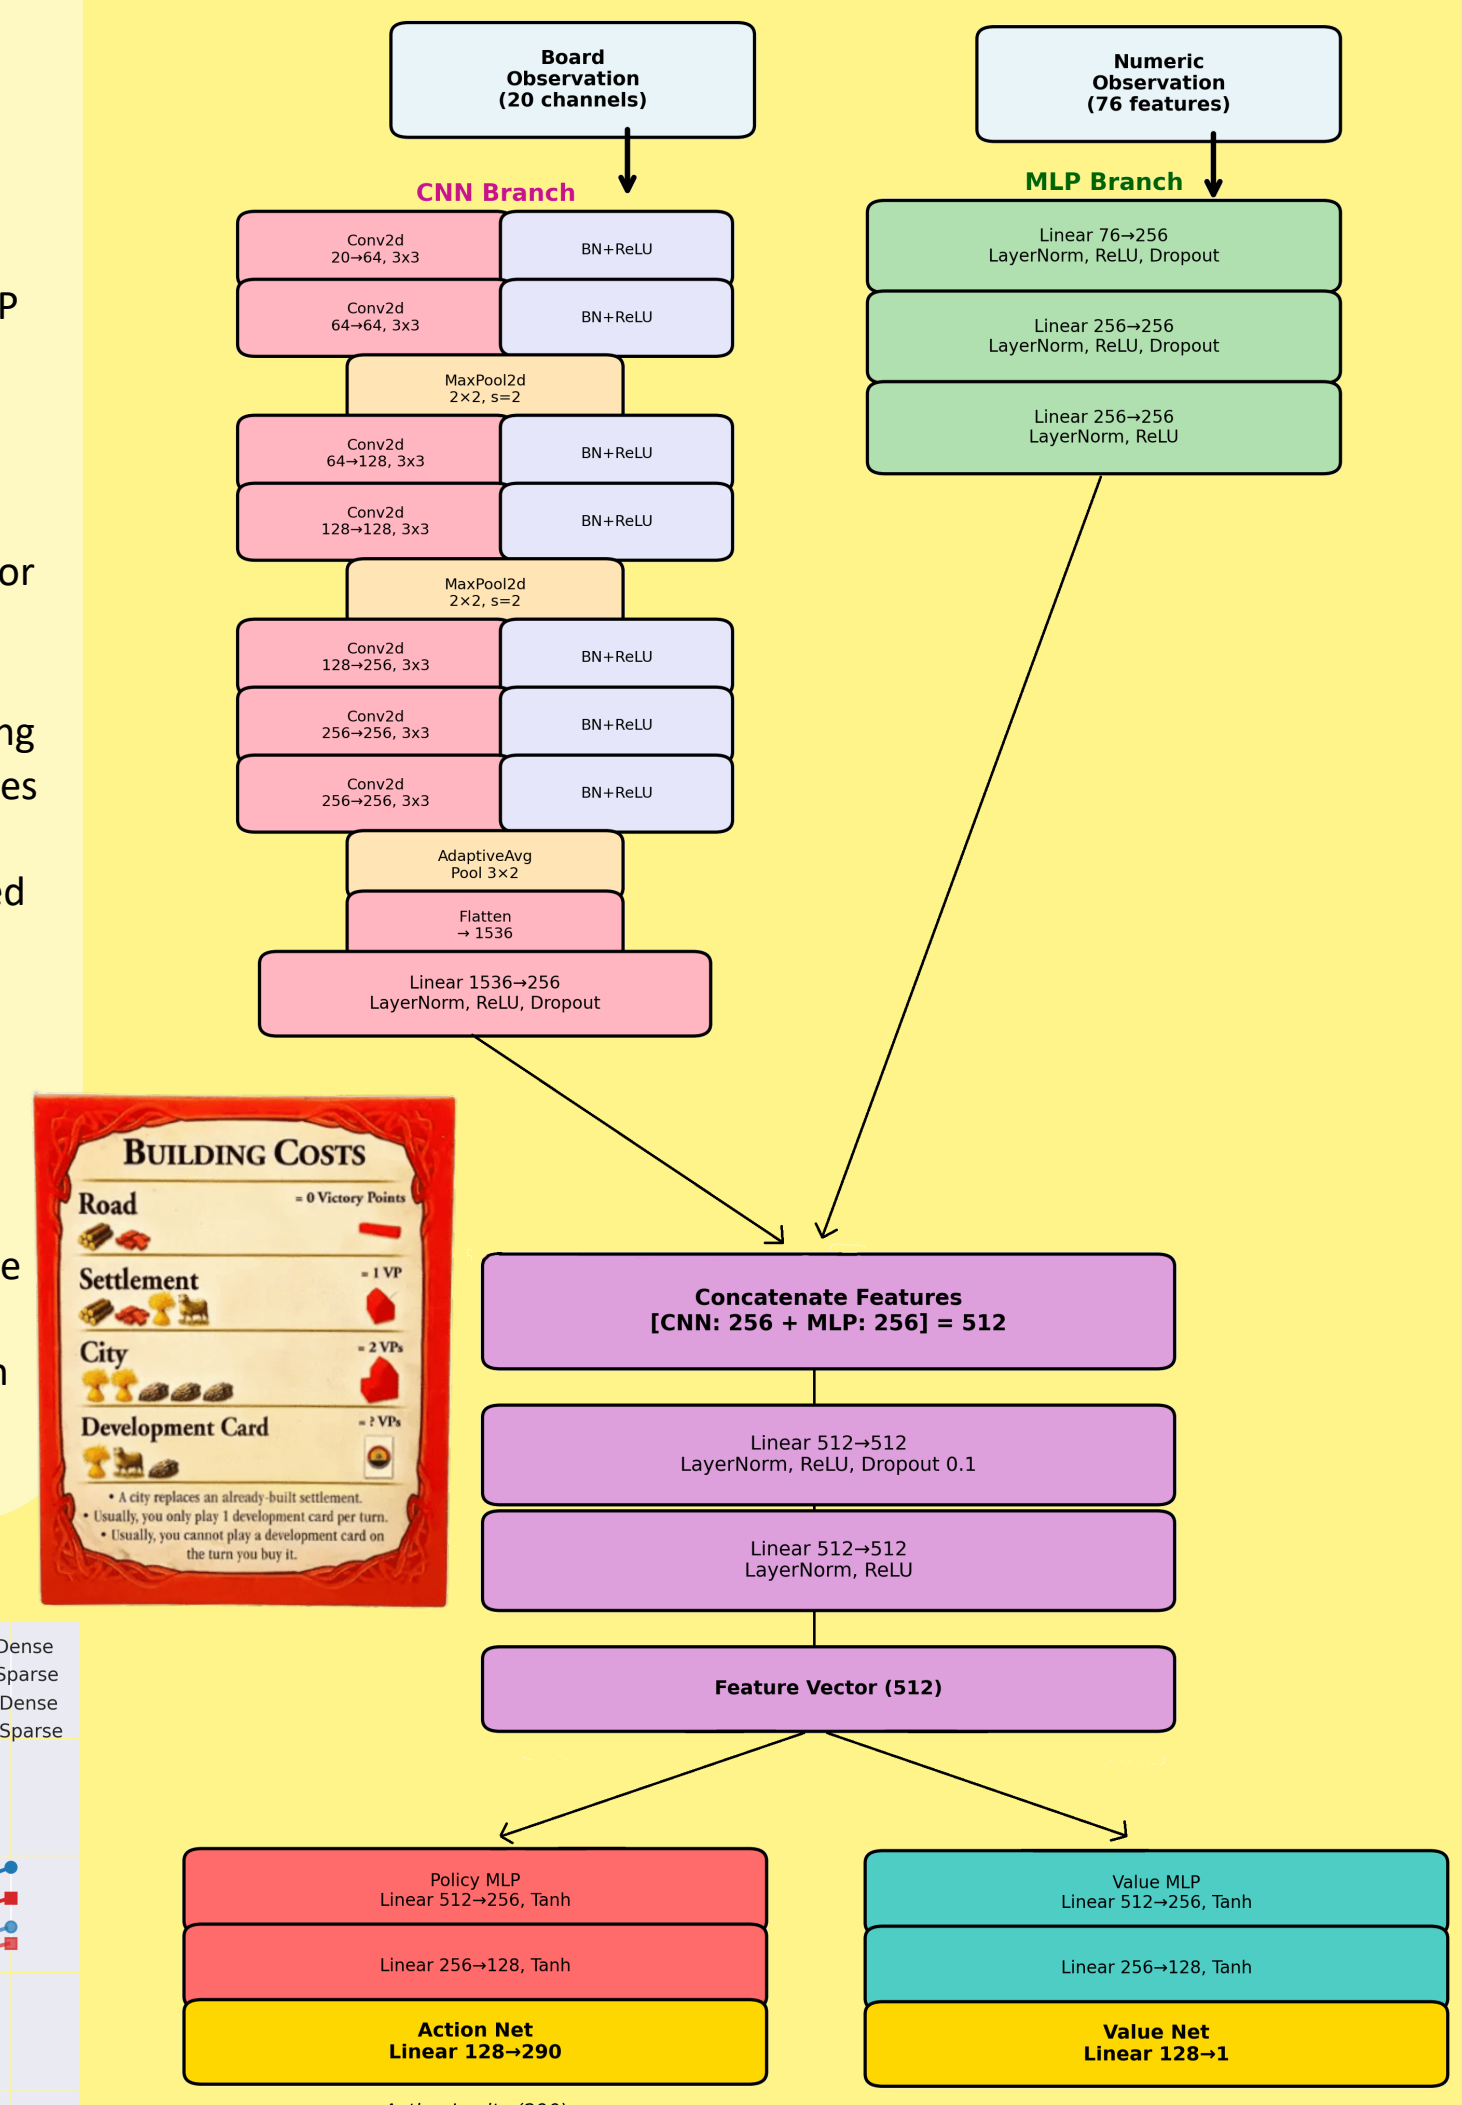 Board
Observation
(20 channels)
Numeric
Observation
(76 features)
CNN Branch
Conv2d
20→64, 3x3
BN+ReLU
Conv2d
64→64, 3x3
BN+ReLU
MaxPool2d
2×2, s=2
Conv2d
64→128, 3x3
BN+ReLU
Conv2d
128→128, 3x3
BN+ReLU
MaxPool2d
2×2, s=2
Conv2d
128→256, 3x3
BN+ReLU
Conv2d
256→256, 3x3
BN+ReLU
Conv2d
256→256, 3x3
BN+ReLU
AdaptiveAvg
Pool 3×2
Flatten
→ 1536
Linear 1536→256
LayerNorm, ReLU, Dropout
MLP Branch
Linear 76→256
LayerNorm, ReLU, Dropout
Linear 256→256
LayerNorm, ReLU, Dropout
Linear 256→256
LayerNorm, ReLU
P
or
ng
es
ed
e
BUILDING COSTS
Road
= 0 Victory Points
Settlement
= 1 VP
City
= 2 VPs
Development Card
= ? VPs
• A city replaces an already-built settlement.
• Usually, you only play 1 development card per turn.
• Usually, you cannot play a development card on
the turn you buy it.
Concatenate Features
[CNN: 256 + MLP: 256] = 512
Linear 512→512
LayerNorm, ReLU, Dropout 0.1
Linear 512→512
LayerNorm, ReLU
Feature Vector (512)
Dense
Sparse
Dense
Sparse
Policy MLP
Linear 512→256, Tanh
Linear 256→128, Tanh
Action Net
Linear 128→290
Value MLP
Linear 512→256, Tanh
Linear 256→128, Tanh
Value Net
Linear 128→1